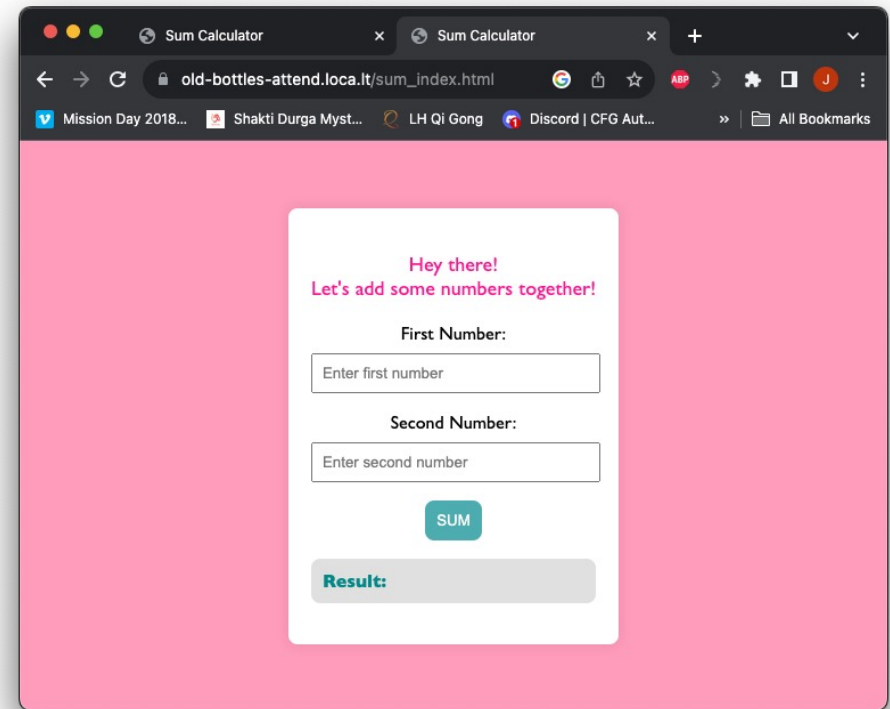 Sum Calculator
Sum Calculator
old-bottles-attend.loca.lt/sum_index.html
ABP
J
Mission Day 2018...
Shakti Durga Myst...
LH Qi Gong
Discord | CFG Aut...
»
All Bookmarks
Hey there!
Let's add some numbers together!
First Number:
Enter first number
Second Number:
Enter second number
SUM
Result: